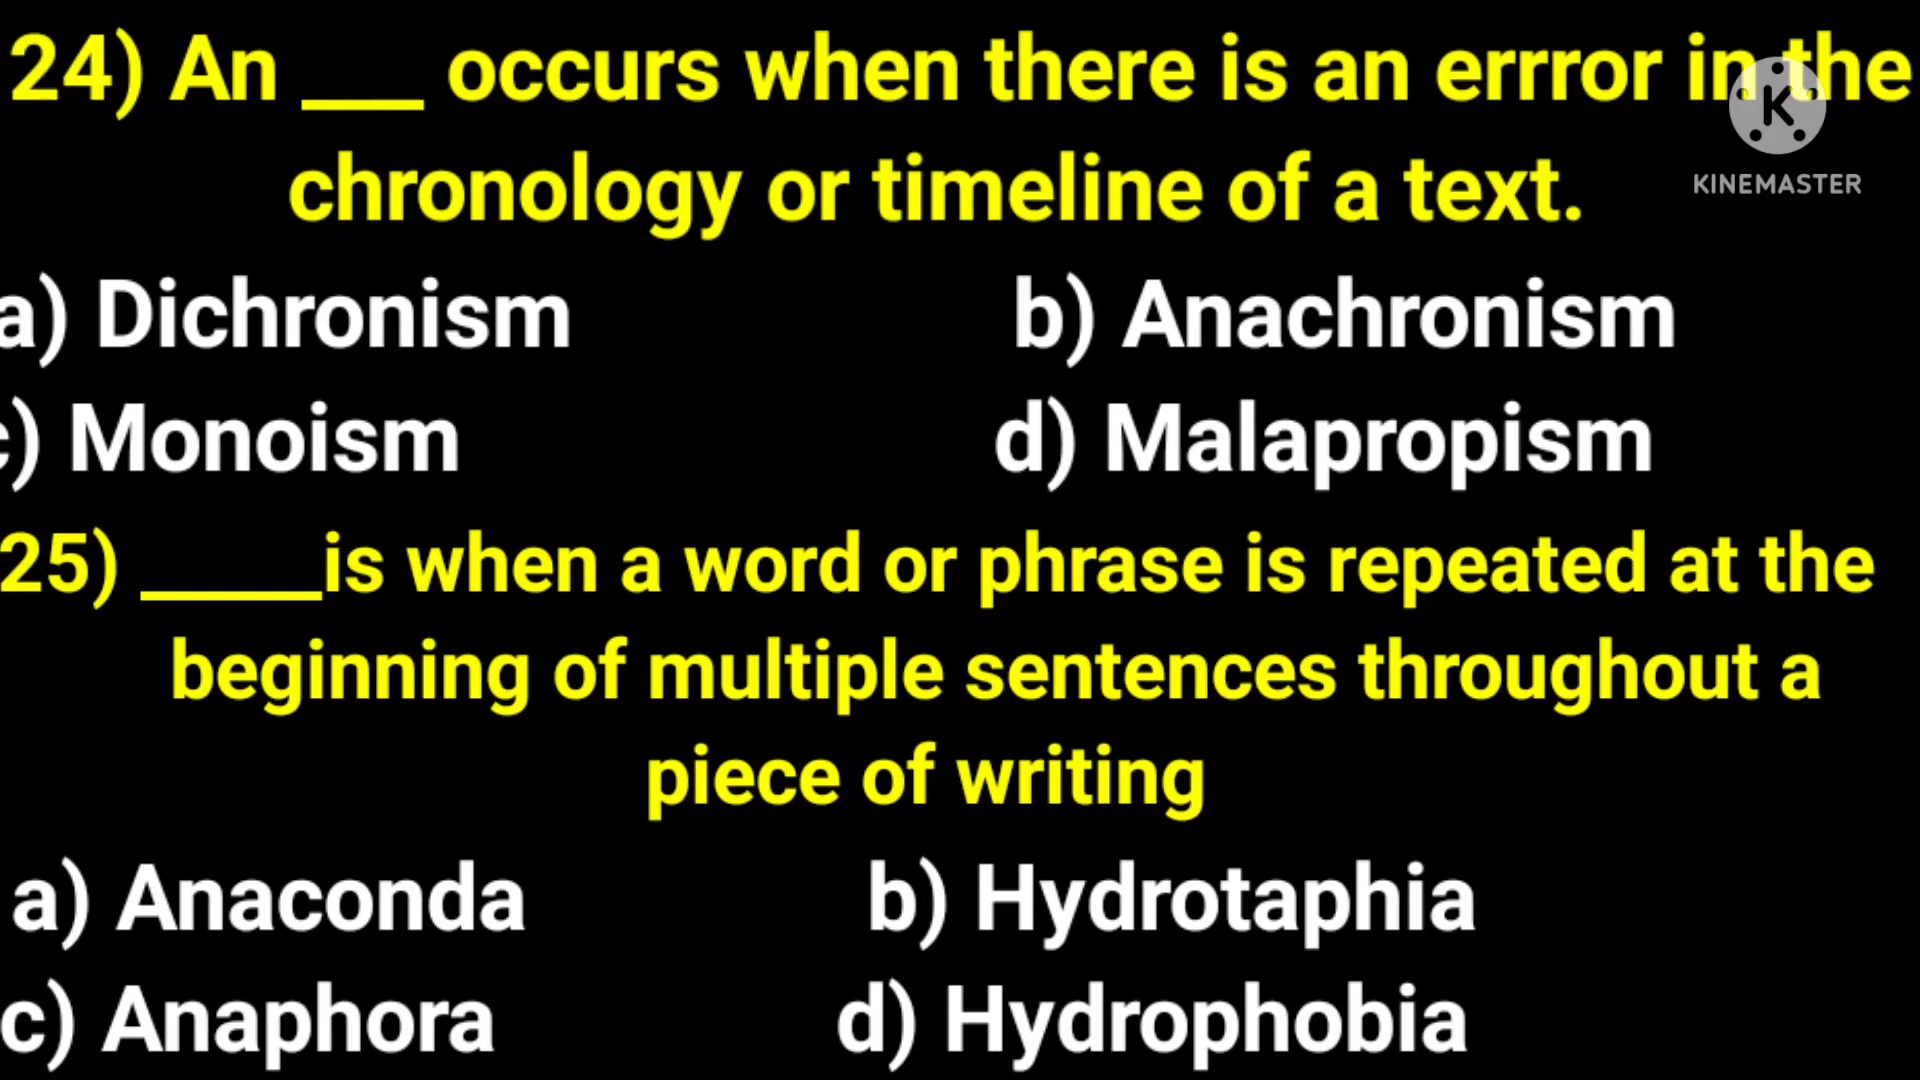 24) An ___ occurs when there is an errror in the
chronology or timeline of a text.
a) Dichronism b) Anachronism
c) Monoism d) Malapropism
25) _____is when a word or phrase is repeated at the
beginning of multiple sentences throughout a
piece of writing
a) Anaconda b) Hydrotaphia
c) Anaphora d) Hydrophobia
K
KINEMASTER